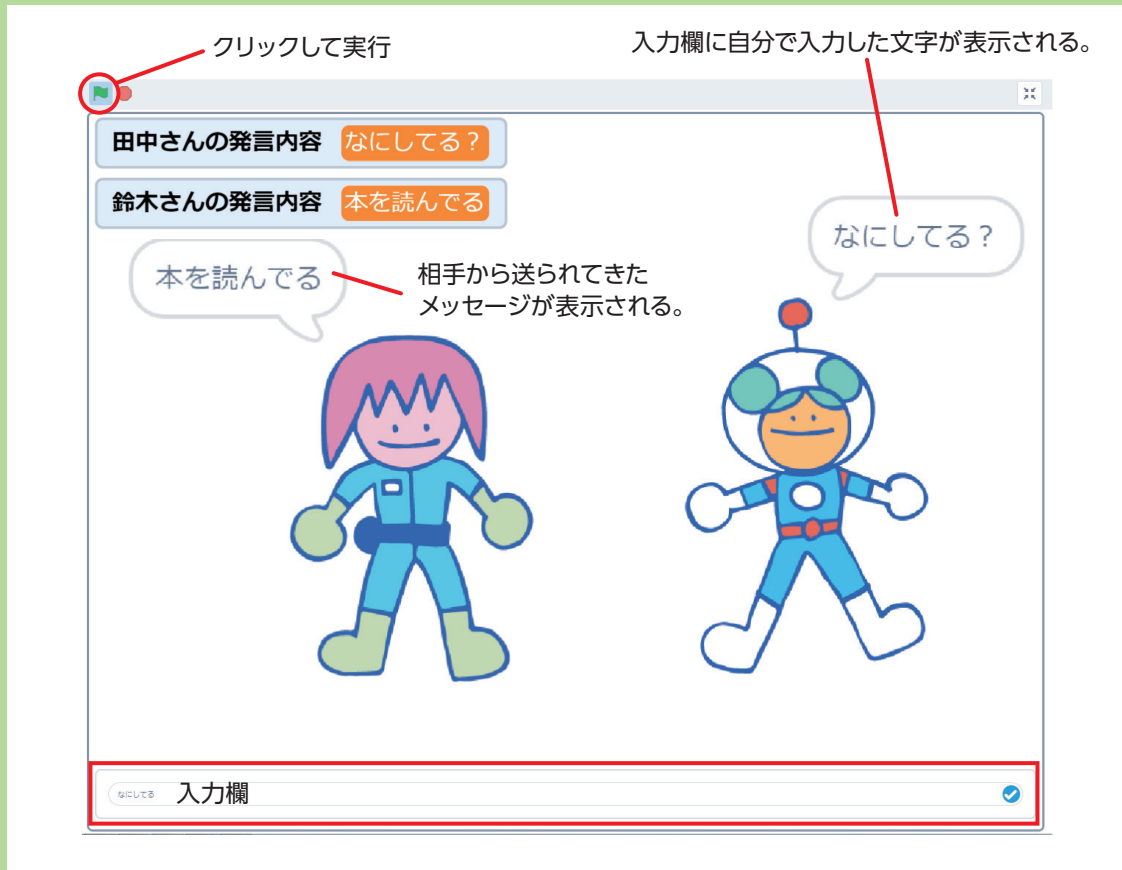 クリックして実行
入力欄に自分で入力した文字が表示される。
田中さんの発言内容 なにしてる？
鈴木さんの発言内容 本を読んでる
なにしてる？
本を読んでる
相手から送られてきた
メッセージが表示される。
なにしてる 入力欄